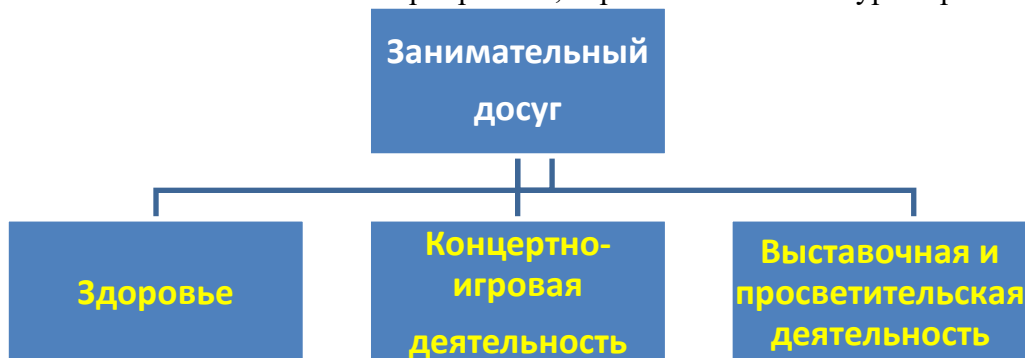 Занимательный
досуг
Здоровье
Концертно-
игровая
деятельность
Выставочная и
просветительская
деятельность